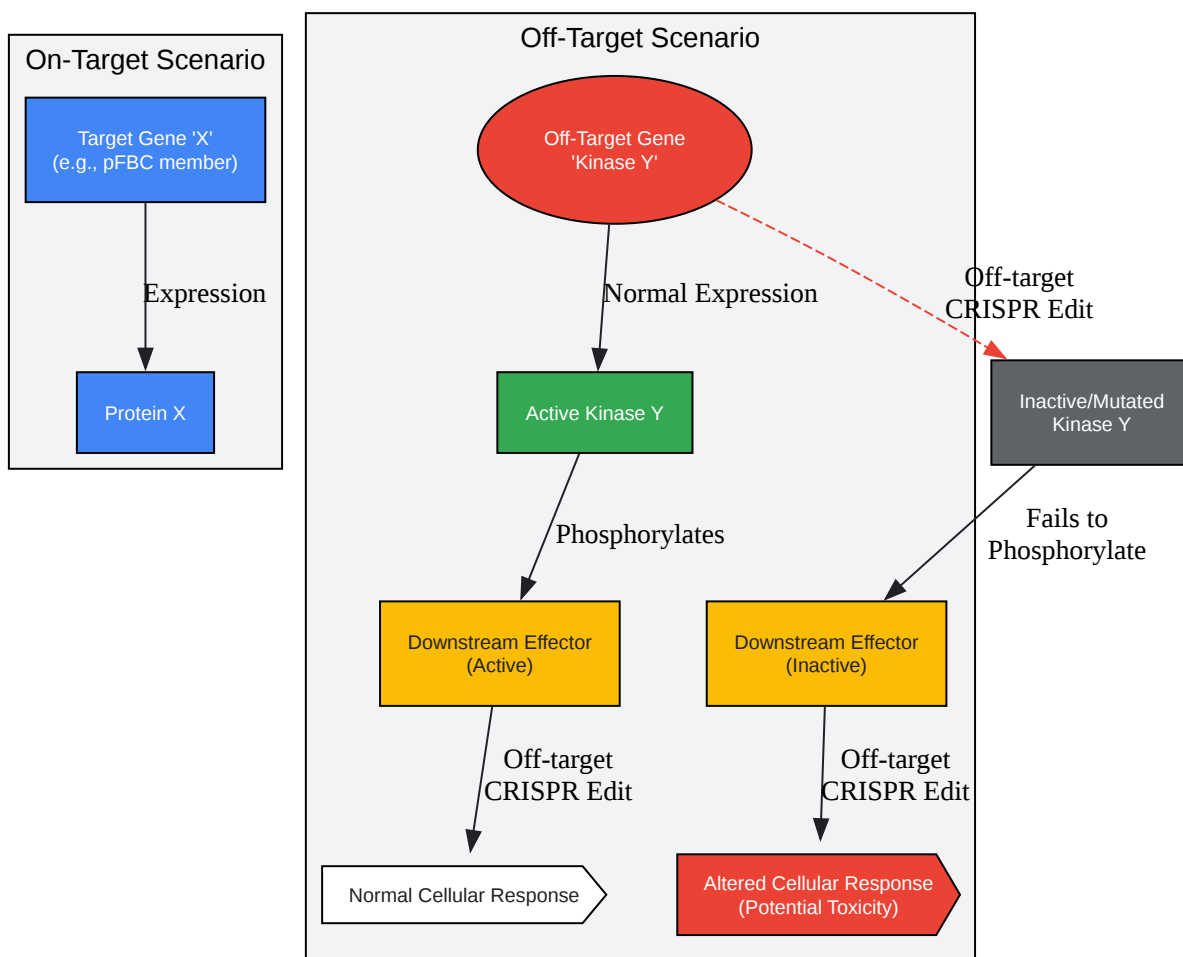 On-Target Scenario
Target Gene 'X'
(e.g., pFBC member)
Expression
Protein X
Off-Target Scenario
Off-Target Gene
'Kinase Y'
Normal Expression
Off-target
CRISPR Edit
Active Kinase Y
Inactive/Mutated
Kinase Y
Phosphorylates
Fails to
Phosphorylate
Downstream Effector
(Active)
Downstream Effector
(Inactive)
Off-target
CRISPR Edit
Off-target
CRISPR Edit
Normal Cellular Response
Altered Cellular Response
(Potential Toxicity)